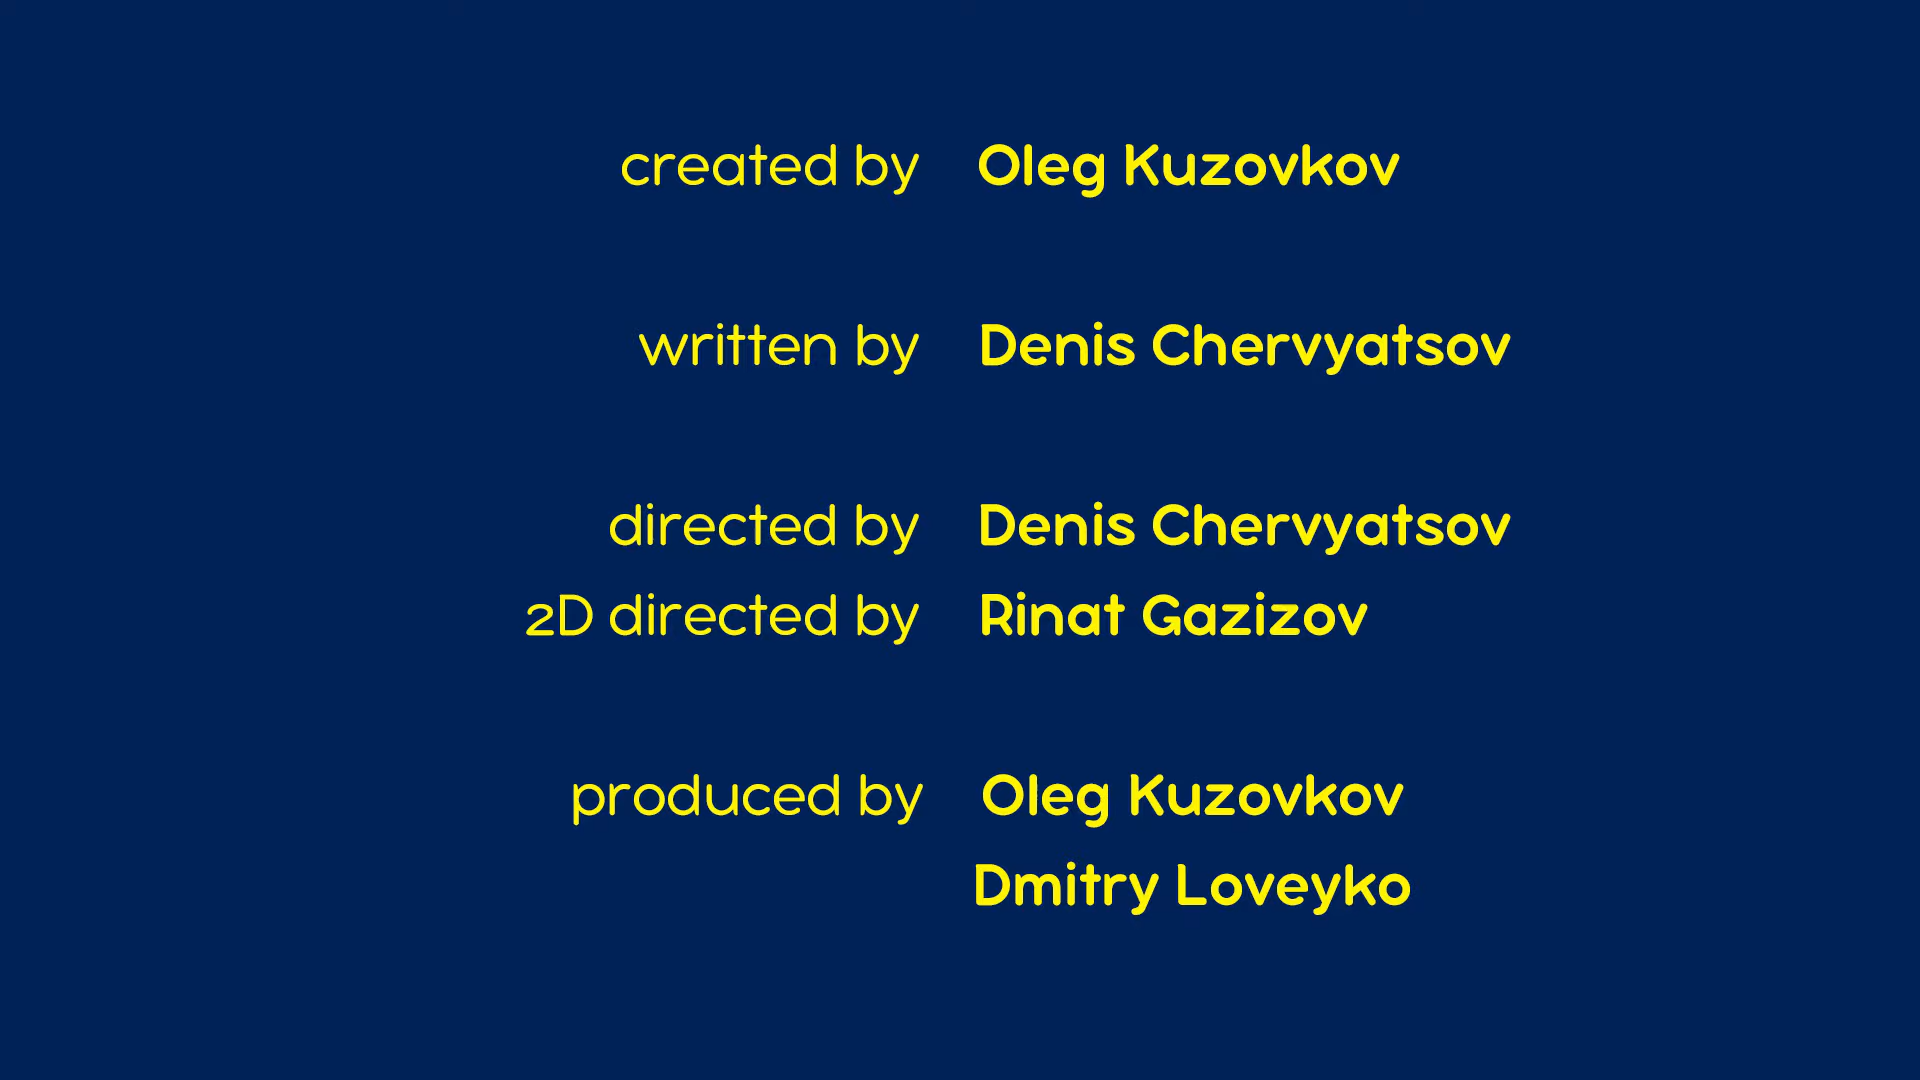 created by Oleg Kuzovkov
written by Denis Chervyatsov
directed by Denis Chervyatsov
2D directed by Rinat Gazizov
produced by Oleg Kuzovkov
Dmitry Loveyko